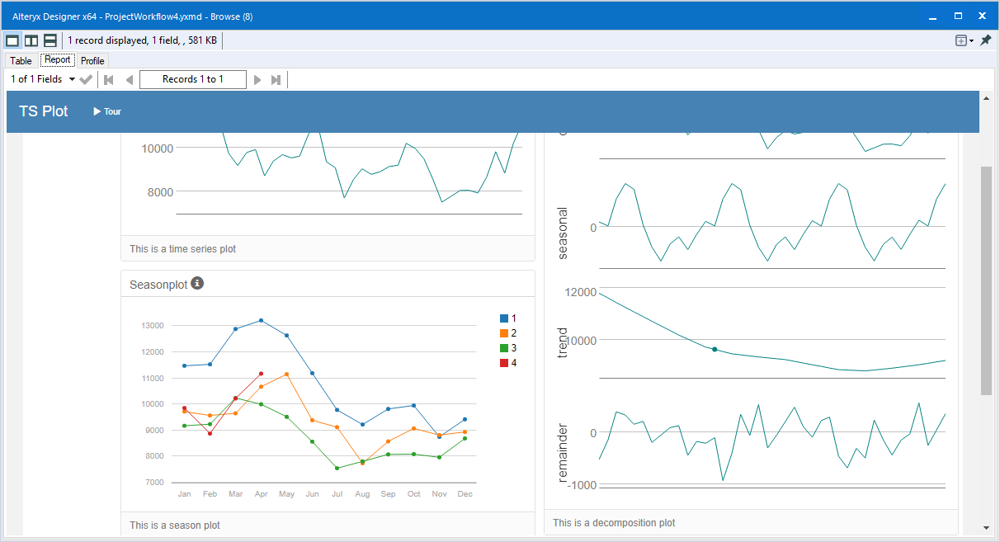 Alteryx Designer x64 - ProjectWorkflow4.yxmd - Browse (8)
1 record displayed, 1 field, , 581 KB
Table Report Profile
1 of 1 Fields Records 1 to 1
TS Plot Tour
10000
8000
This is a time series plot
Seasonplot
13000
12000
11000
10000
9000
8000
7000
Jan Feb Mar Apr May Jun Jul Aug Sep Oct Nov Dec
1
2
3
4
This is a season plot
seasonal
0
12000
10000
trend
0
-1000
remainder
This is a decomposition plot